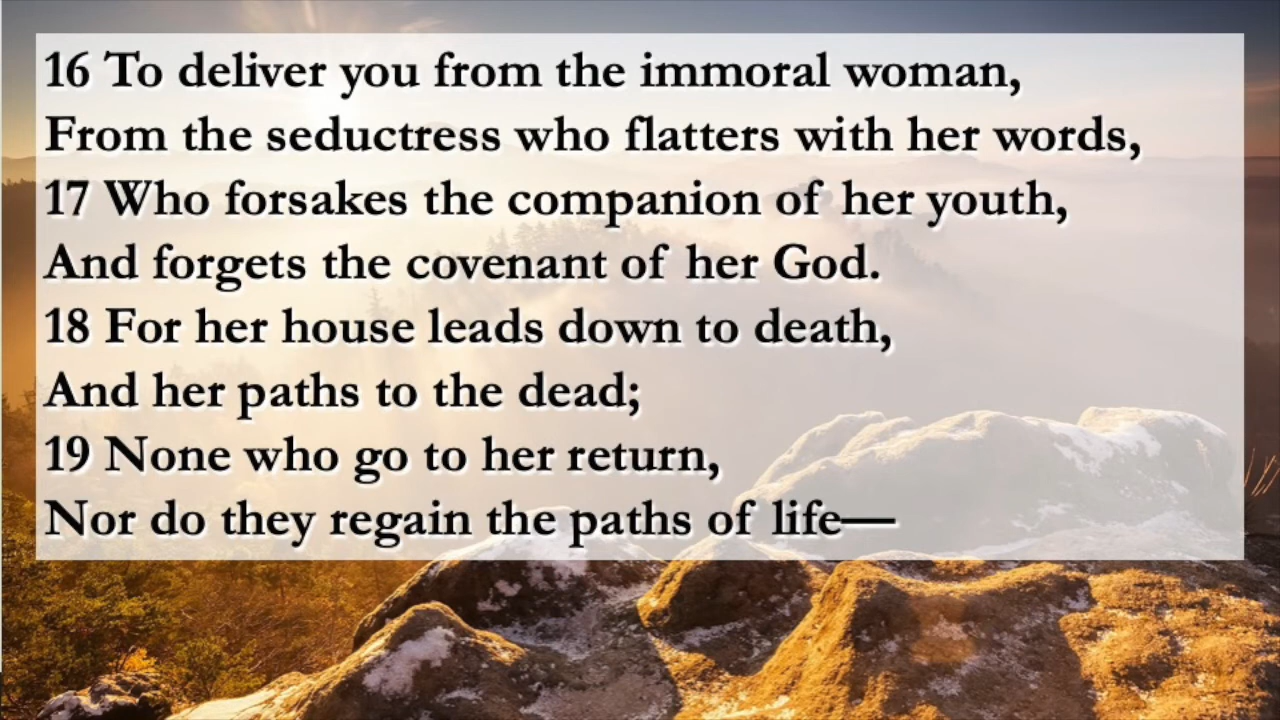 16 To deliver you from the immoral woman,
From the seductress who flatters with her words,
17 Who forsakes the companion of her youth,
And forgets the covenant of her God.
18 For her house leads down to death,
And her paths to the dead;
19 None who go to her return,
Nor do they regain the paths of life—